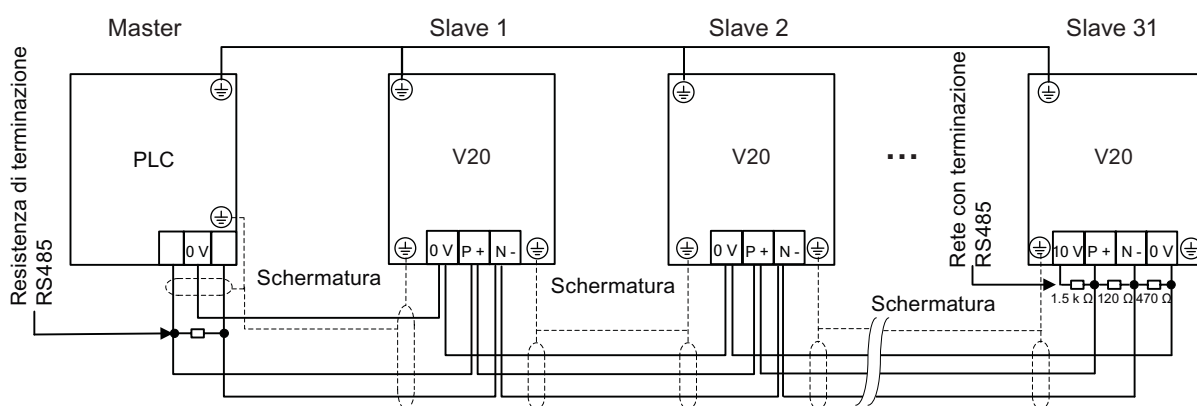 Master
Slave 1
Slave 2
Slave 31
Resistenza di terminazione
RS485
PLC
V20
V20
...
Rete con terminazione
RS485
V20
0 V
0 V
P +
N -
0 V
P +
N -
10 V
P +
N -
0 V
Schermatura
Schermatura
Schermatura
1.5 k Ω
120 Ω
470 Ω